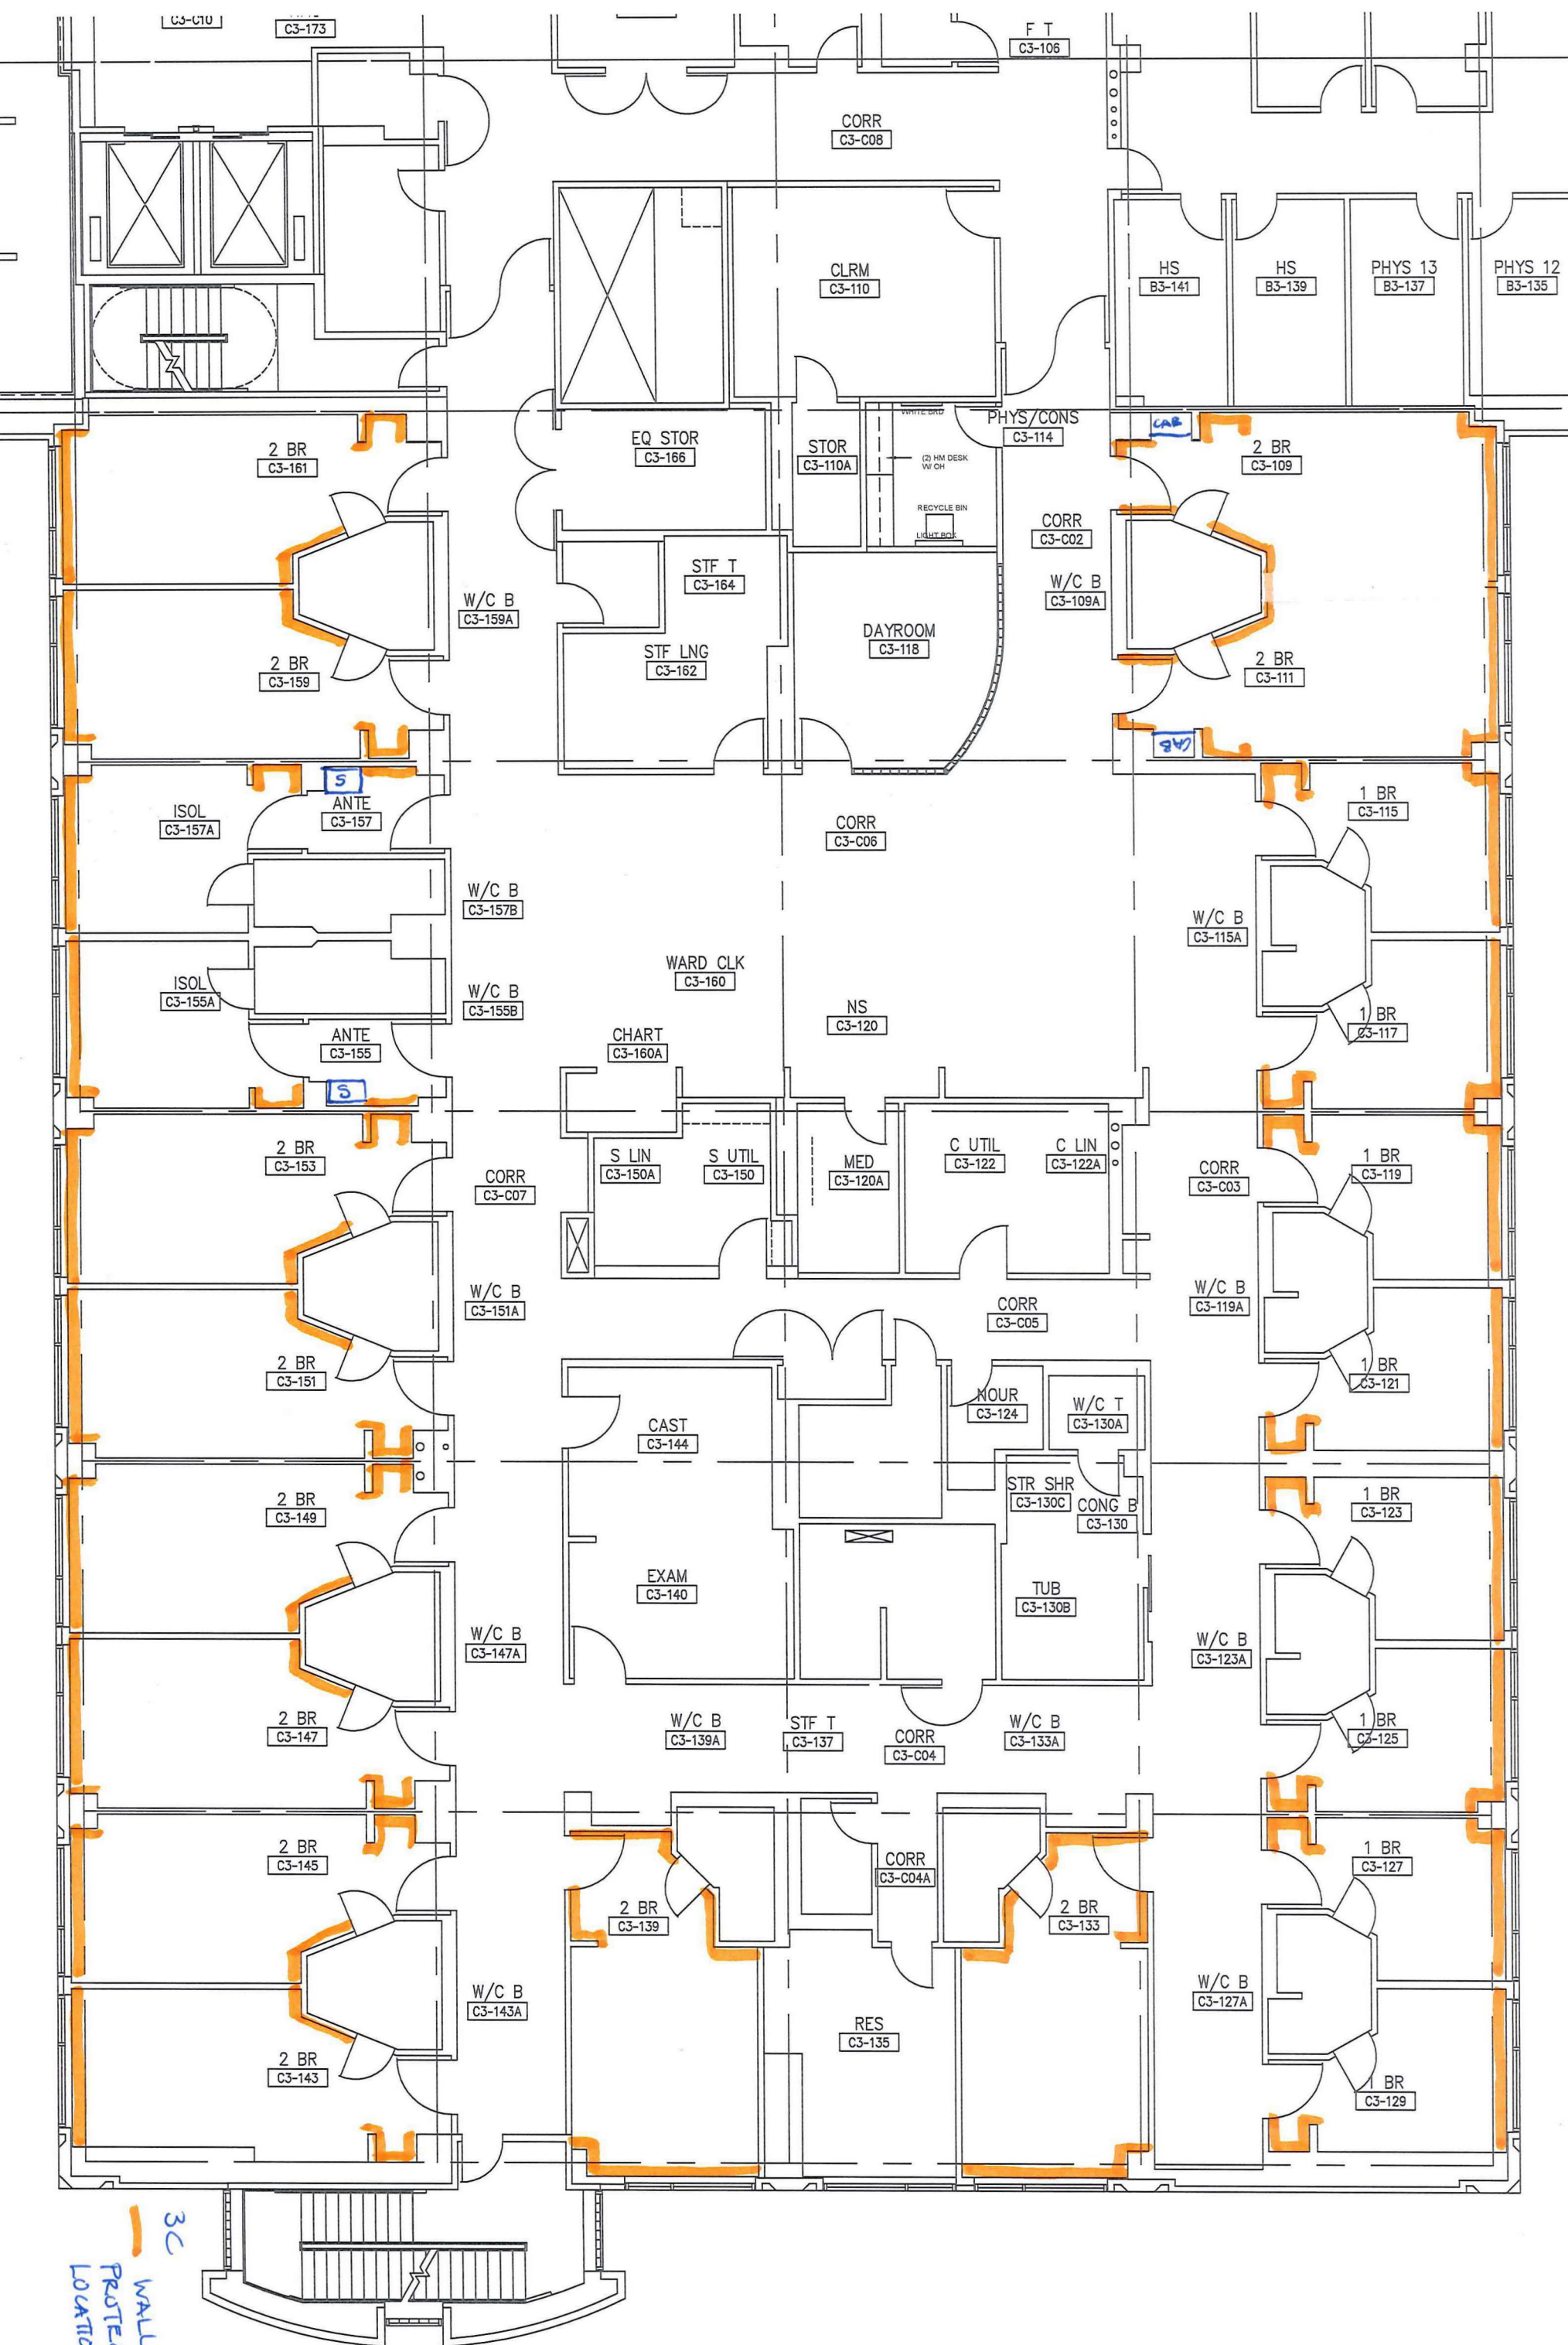 C3-C10
C3-173
F T
C3-106
CORR
C3-C08
CLRM
C3-110
HS
B3-141
HS
B3-139
PHYS 13
B3-137
PHYS 12
B3-135
2 BR
C3-161
EQ STOR
C3-166
STOR
C3-110A
WHITE BRD
(2) HM DESK
W/ OH
RECYCLE BIN
LIGHT BOX
PHYS/CONS
C3-114
CAB
2 BR
C3-109
CORR
C3-C02
STF T
C3-164
W/C B
C3-159A
W/C B
C3-109A
DAYROOM
C3-118
STF LNG
C3-162
2 BR
C3-159
2 BR
C3-111
CAB
S
ANTE
C3-157
ISOL
C3-157A
CORR
C3-C06
1 BR
C3-115
W/C B
C3-157B
W/C B
C3-115A
WARD CLK
C3-160
ISOL
C3-155A
W/C B
C3-155B
NS
C3-120
1 BR
C3-117
ANTE
C3-155
S
CHART
C3-160A
2 BR
C3-153
CORR
C3-C07
S LIN
C3-150A
S UTIL
C3-150
MED
C3-120A
C UTIL
C3-122
C LIN
C3-122A
CORR
C3-C03
1 BR
C3-119
W/C B
C3-151A
CORR
C3-C05
W/C B
C3-119A
2 BR
C3-151
1 BR
C3-121
CAST
C3-144
NOUR
C3-124
W/C T
C3-130A
2 BR
C3-149
STR SHR
C3-130C
CONG B
C3-130
1 BR
C3-123
EXAM
C3-140
TUB
C3-130B
W/C B
C3-147A
W/C B
C3-123A
2 BR
C3-147
W/C B
C3-139A
STF T
C3-137
CORR
C3-C04
W/C B
C3-133A
1 BR
C3-125
2 BR
C3-145
CORR
C3-C04A
1 BR
C3-127
2 BR
C3-139
2 BR
C3-133
W/C B
C3-143A
W/C B
C3-127A
RES
C3-135
2 BR
C3-143
1 BR
C3-129
3C
WALL